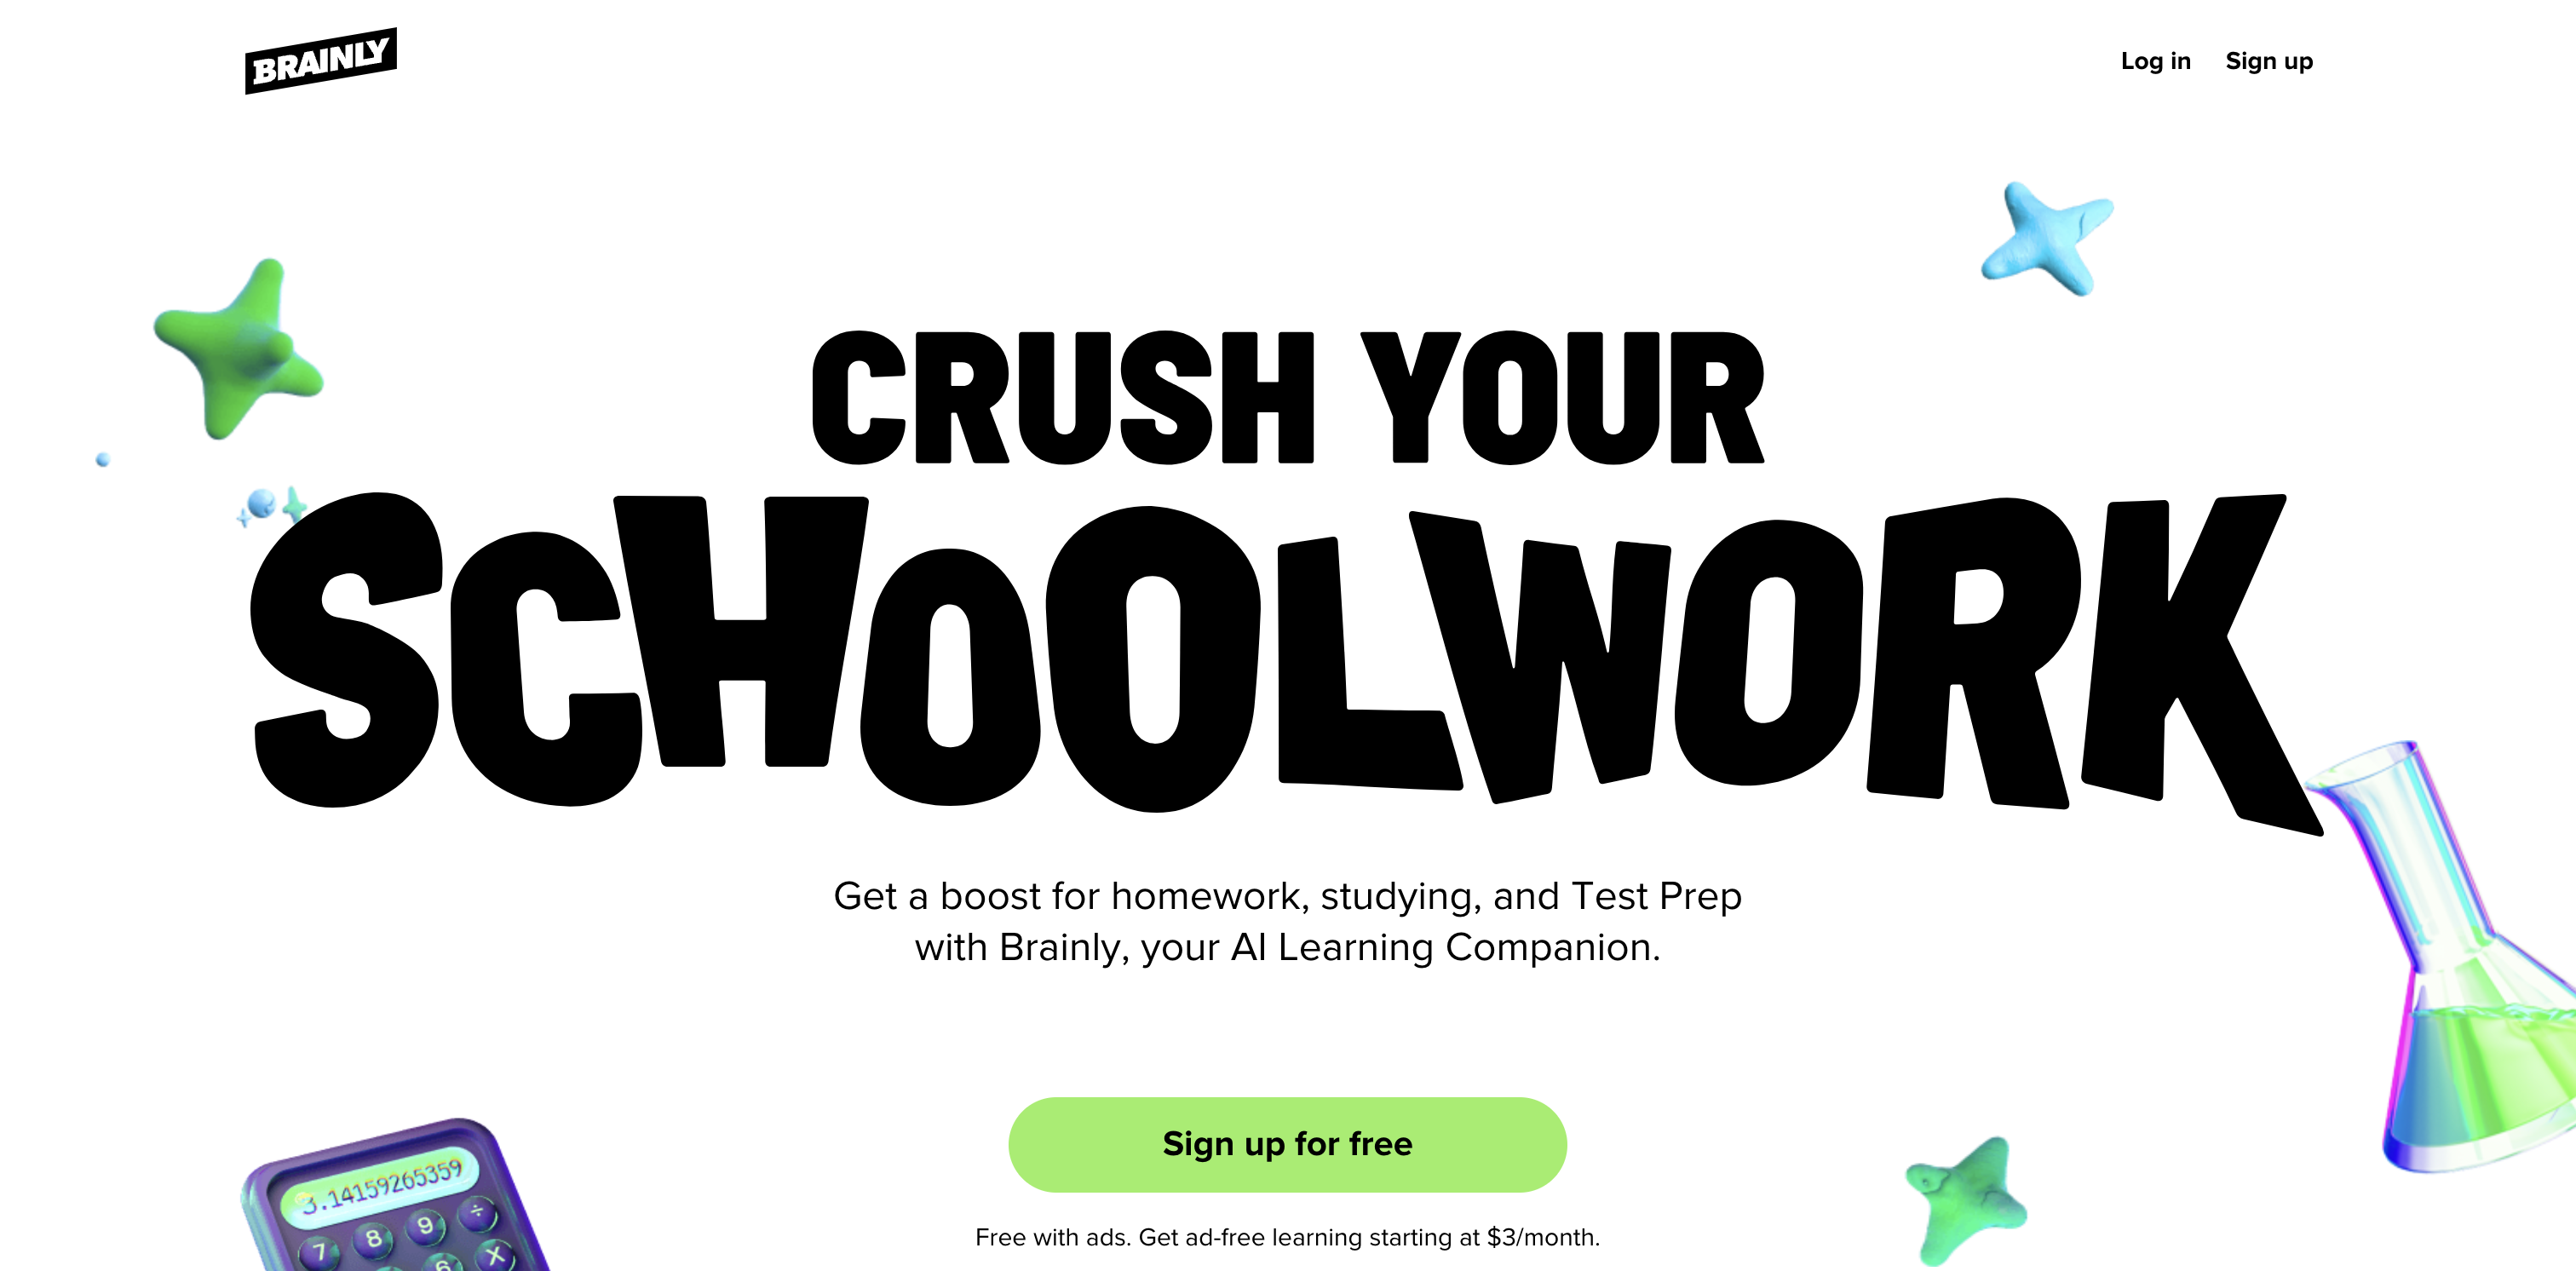 BRAINLY
Log in Sign up
CRUSH YOUR
SCHOOLWORK
Get a boost for homework, studying, and Test Prep
with Brainly, your AI Learning Companion.
Sign up for free
Free with ads. Get ad-free learning starting at $3/month.
3.14159265359
7 8 9 ÷
6 X